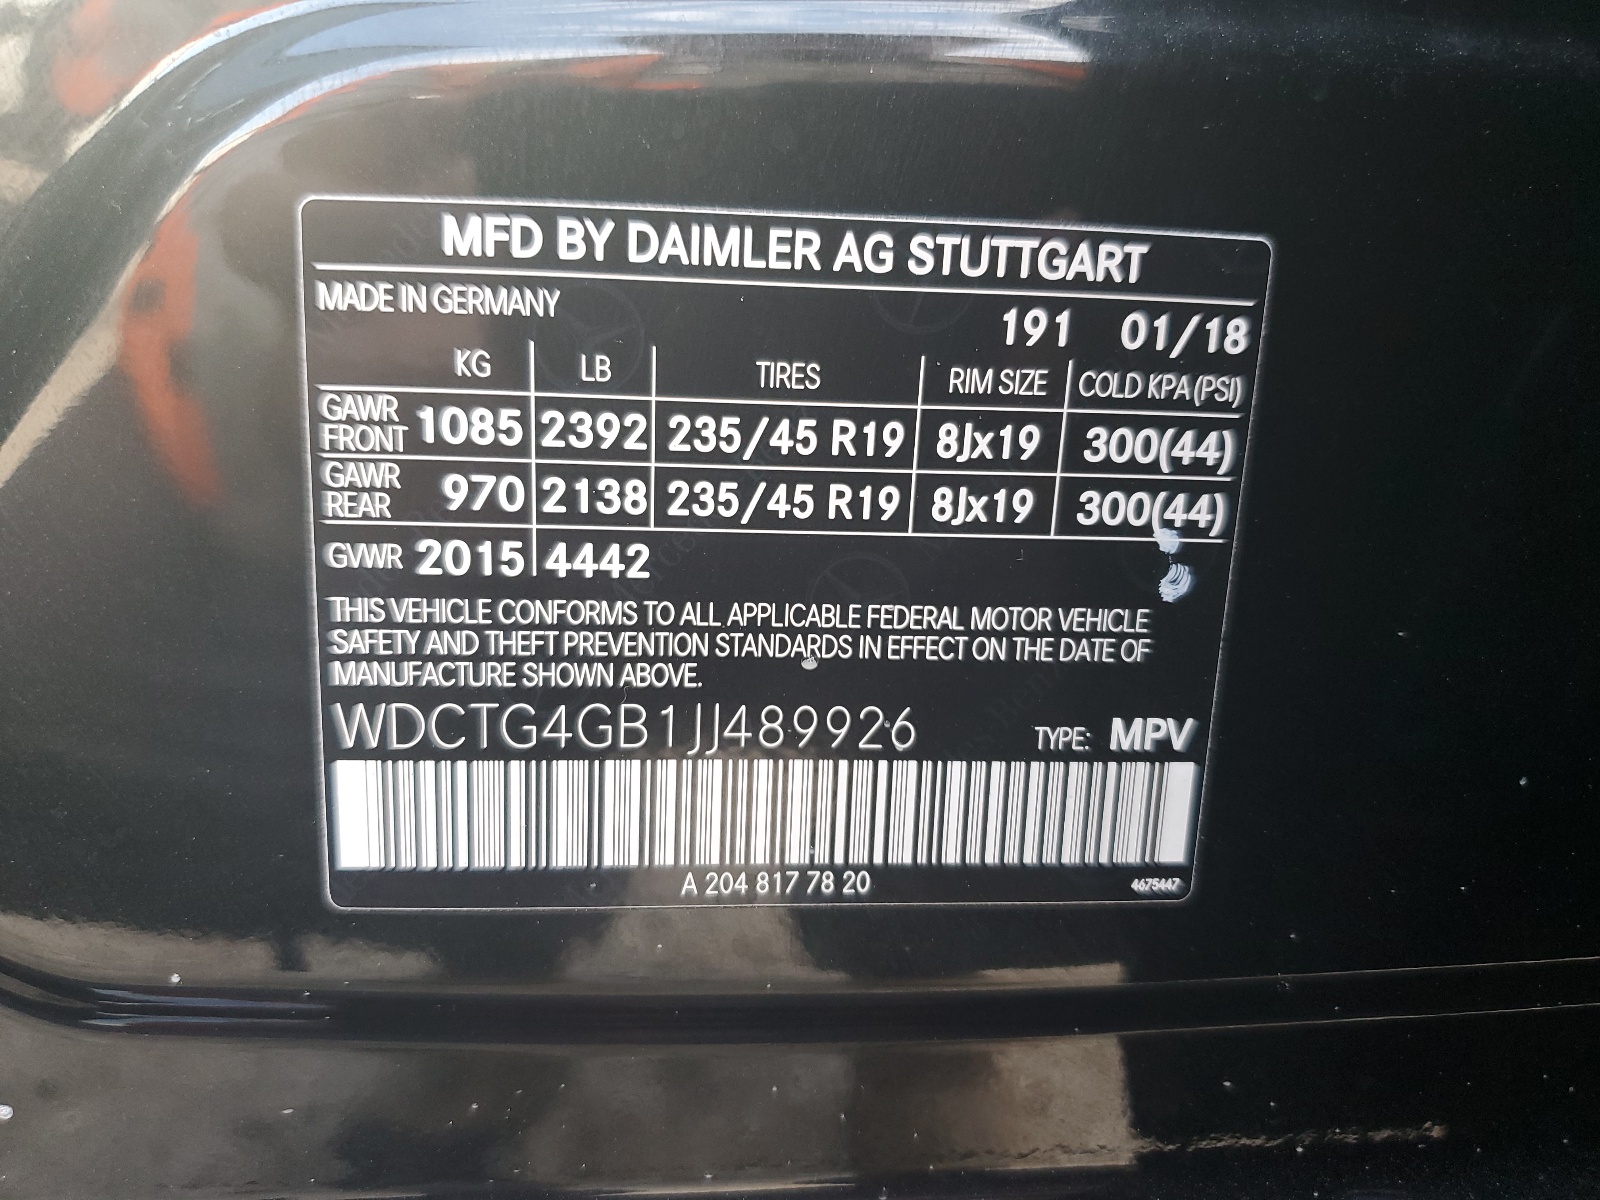 MFD BY DAIMLER AG STUTTGART
MADE IN GERMANY 191 01/18
KG LB TIRES RIM SIZE COLD KPA (PSI)
GAWR FRONT 1085 2392 235/45 R19 8Jx19 300(44)
GAWR REAR 970 2138 235/45 R19 8Jx19 300(44)
GVWR 2015 4442
THIS VEHICLE CONFORMS TO ALL APPLICABLE FEDERAL MOTOR VEHICLE
SAFETY AND THEFT PREVENTION STANDARDS IN EFFECT ON THE DATE OF
MANUFACTURE SHOWN ABOVE.
WDCTG4GB1JJ489926 TYPE: MPV
A 204 817 78 20 4675447